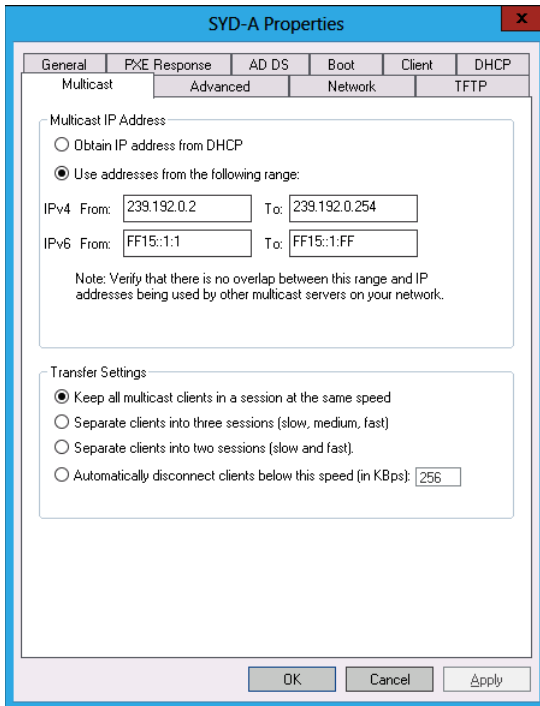 SYD-A Properties
x
General PXE Response AD DS Boot Client DHCP
Multicast Advanced Network TFTP
Multicast IP Address
Obtain IP address from DHCP
Use addresses from the following range:
IPv4 From: 239.192.0.2 To: 239.192.0.254
IPv6 From: FF15::1:1 To: FF15::1:FF
Note: Verify that there is no overlap between this range and IP
addresses being used by other multicast servers on your network.
Transfer Settings
Keep all multicast clients in a session at the same speed
Separate clients into three sessions (slow, medium, fast)
Separate clients into two sessions (slow and fast).
Automatically disconnect clients below this speed (in KBps): 256
OK Cancel Apply